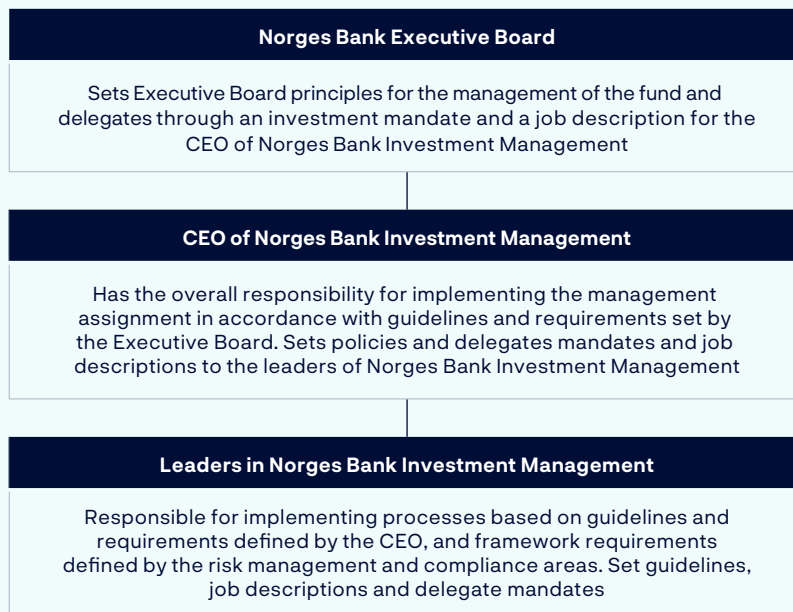 Norges Bank Executive Board
Sets Executive Board principles for the management of the fund and
delegates through an investment mandate and a job description for the
CEO of Norges Bank Investment Management
CEO of Norges Bank Investment Management
Has the overall responsibility for implementing the management
assignment in accordance with guidelines and requirements set by
the Executive Board. Sets policies and delegates mandates and job
descriptions to the leaders of Norges Bank Investment Management
Leaders in Norges Bank Investment Management
Responsible for implementing processes based on guidelines and
requirements defined by the CEO, and framework requirements
defined by the risk management and compliance areas. Set guidelines,
job descriptions and delegate mandates